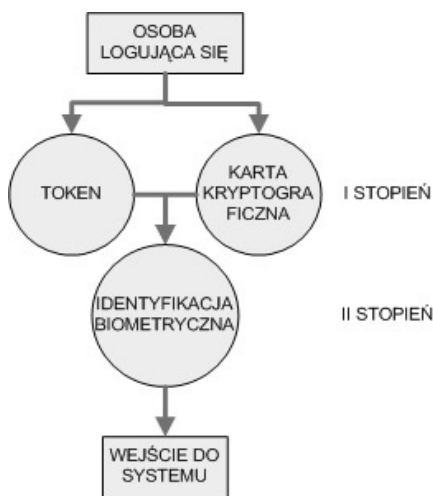 OSOBA
LOGUJĄCA SIĘ
TOKEN
KARTA
KRYPTOGRA
FICZNA
I STOPIEŃ
IDENTYFIKACJA
BIOMETRYCZNA
II STOPIEŃ
WEJŚCIE DO
SYSTEMU